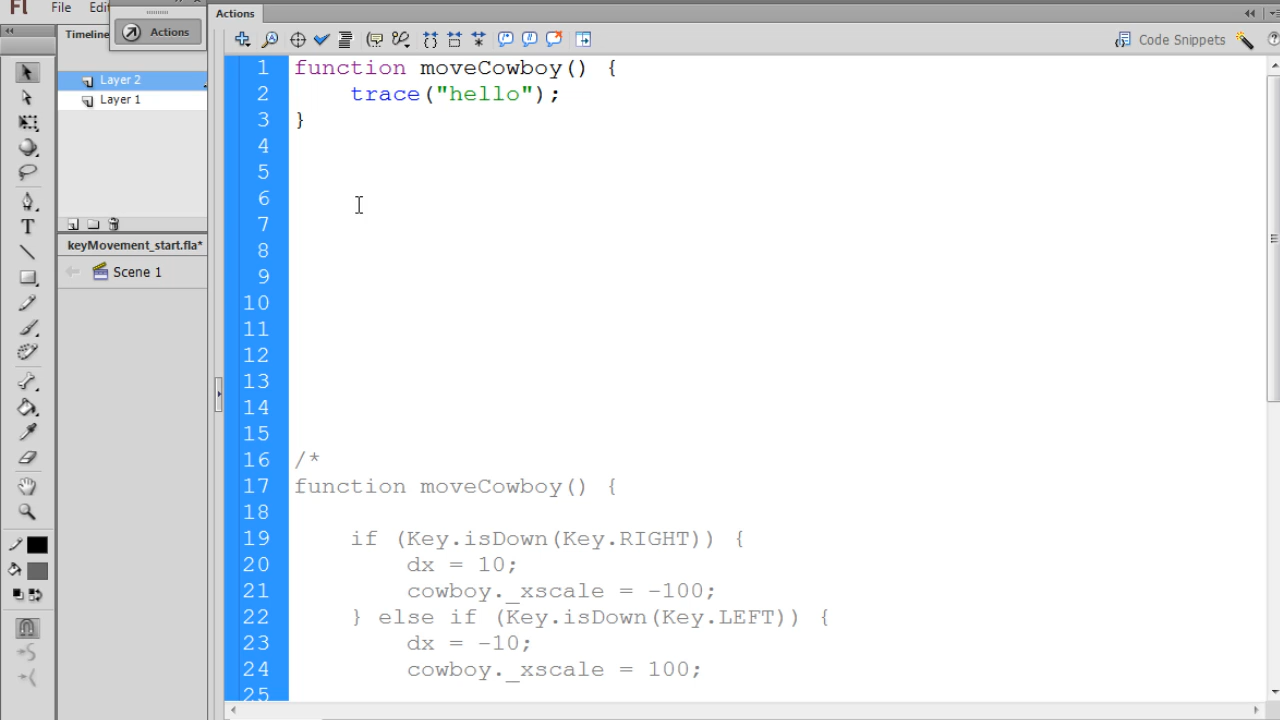 Fl File Edi
Actions
Actions
Timeline
Code Snippets
Layer 2
Layer 1
keyMovement_start.fla*
Scene 1
1 function moveCowboy() {
2 trace("hello");
3 }
4
5
6
7
8
9
10
11
12
13
14
15
16 /*
17 function moveCowboy() {
18
19 if (Key.isDown(Key.RIGHT)) {
20 dx = 10;
21 cowboy._xscale = -100;
22 } else if (Key.isDown(Key.LEFT)) {
23 dx = -10;
24 cowboy._xscale = 100;
25